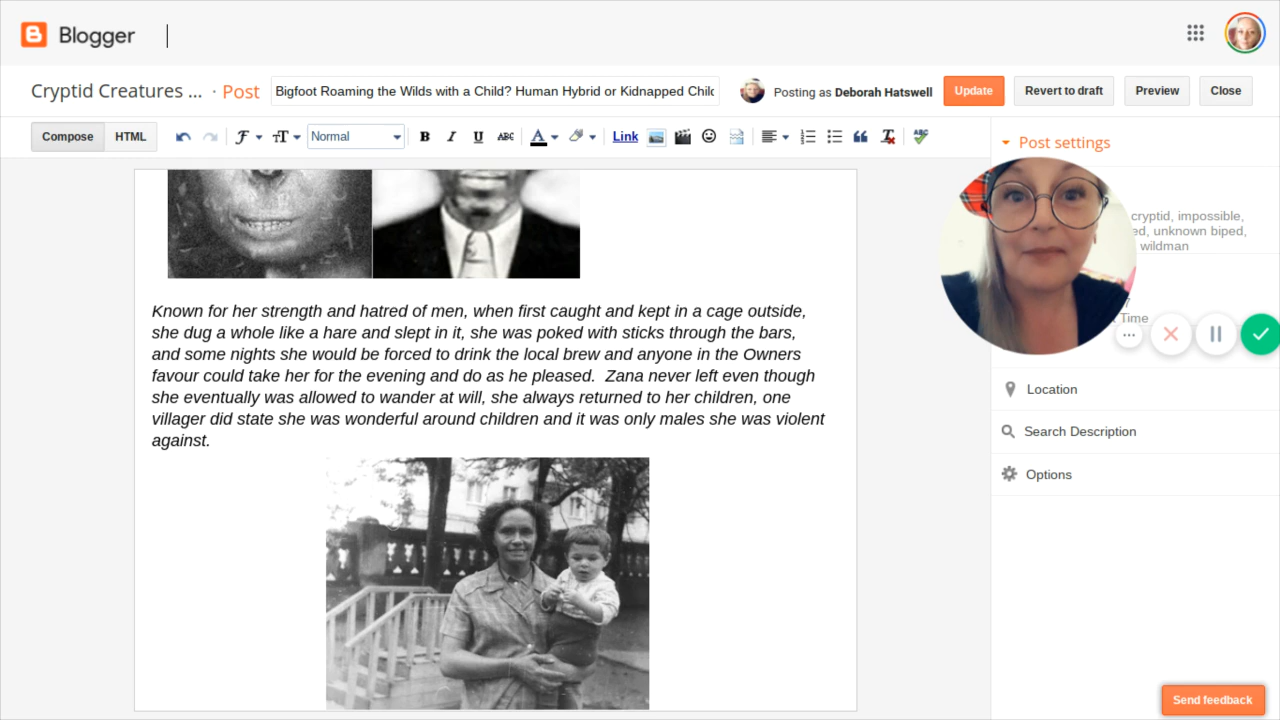 Blogger
Cryptid Creatures ... · Post
Bigfoot Roaming the Wilds with a Child? Human Hybrid or Kidnapped Child
Posting as Deborah Hatswell
Update
Revert to draft
Preview
Close
Compose
HTML
Normal
B I U ABC
A
Link
ABC
Post settings
cryptid, impossible,
unknown biped,
wildman
Time
Location
Search Description
Options
Known for her strength and hatred of men, when first caught and kept in a cage outside,
she dug a whole like a hare and slept in it, she was poked with sticks through the bars,
and some nights she would be forced to drink the local brew and anyone in the Owners
favour could take her for the evening and do as he pleased.  Zana never left even though
she eventually was allowed to wander at will, she always returned to her children, one
villager did state she was wonderful around children and it was only males she was violent
against.
Send feedback